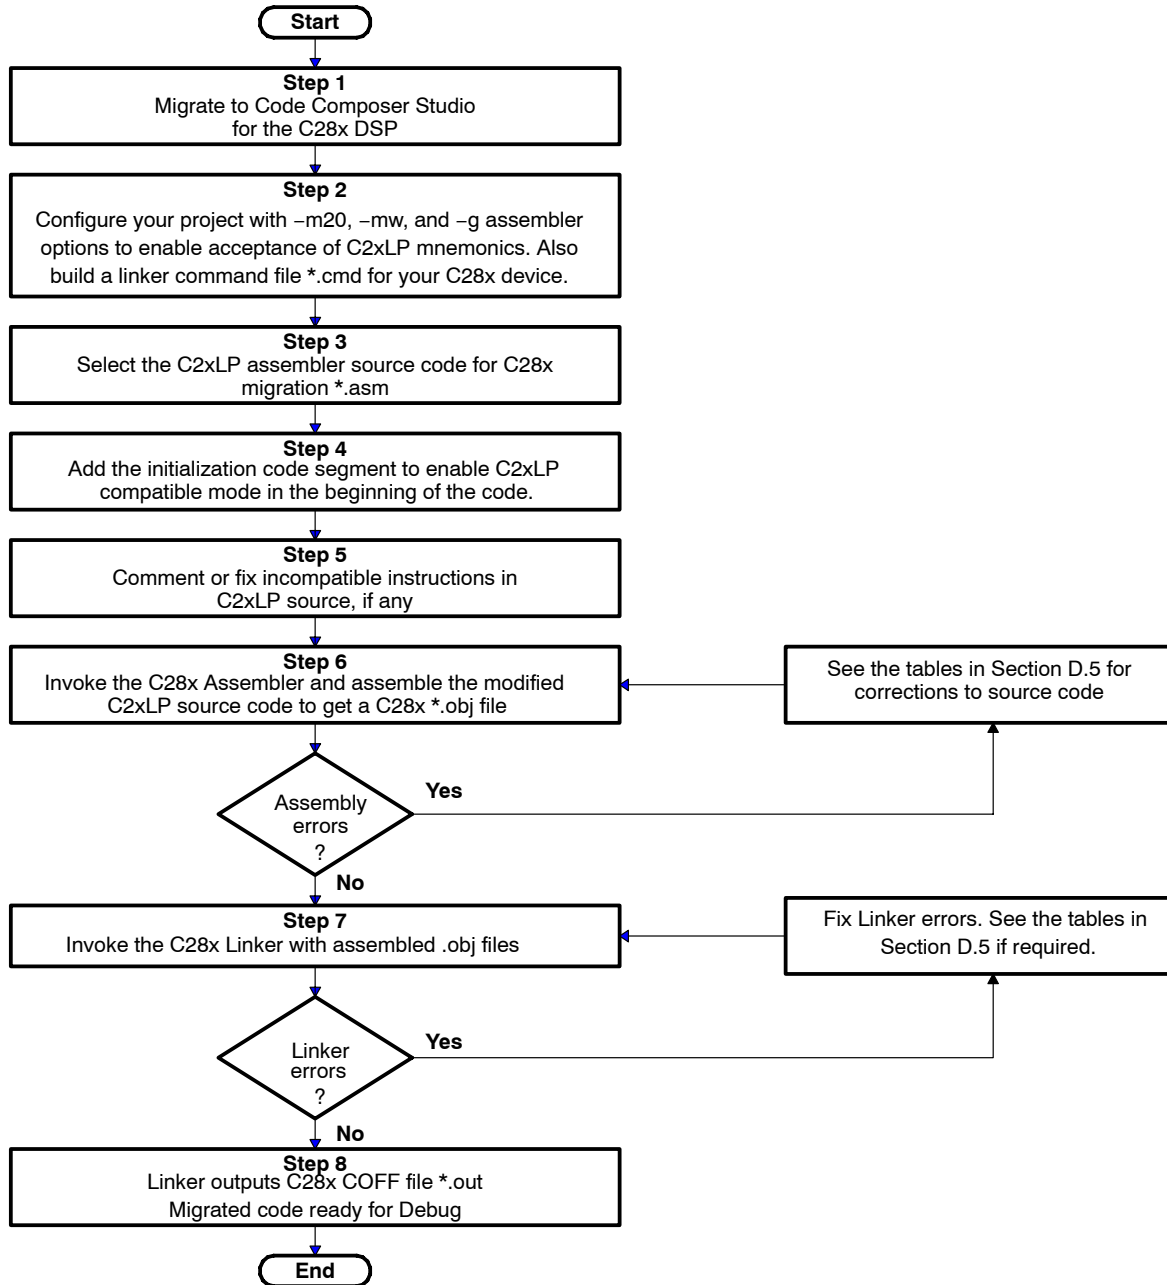 Start
Step 1
Migrate to Code Composer Studio
for the C28x DSP
Step 2
Configure your project with −m20, −mw, and −g assembler
options to enable acceptance of C2xLP mnemonics. Also
build a linker command file *.cmd for your C28x device.
Step 3
Select the C2xLP assembler source code for C28x
migration *.asm
Step 4
Add the initialization code segment to enable C2xLP
compatible mode in the beginning of the code.
Step 5
Comment or fix incompatible instructions in
C2xLP source, if any
Step 6
Invoke the C28x Assembler and assemble the modified
C2xLP source code to get a C28x *.obj file
See the tables in Section D.5 for
corrections to source code
Assembly
errors
?
Yes
No
Step 7
Invoke the C28x Linker with assembled .obj files
Fix Linker errors. See the tables in
Section D.5 if required.
Linker
errors
?
Yes
No
Step 8
Linker outputs C28x COFF file *.out
Migrated code ready for Debug
End